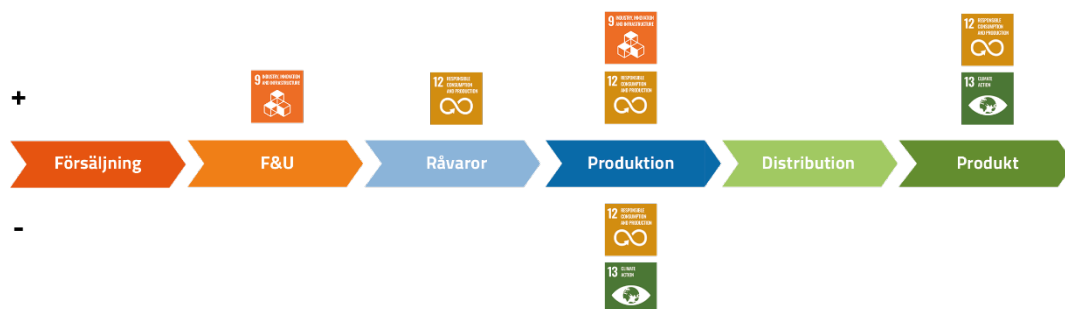 9 INDUSTRY, INNOVATION
AND INFRASTRUCTURE
12 RESPONSIBLE
CONSUMPTION
AND PRODUCTION
9 INDUSTRY, INNOVATION
AND INFRASTRUCTURE
12 RESPONSIBLE
CONSUMPTION
AND PRODUCTION
12 RESPONSIBLE
CONSUMPTION
AND PRODUCTION
13 CLIMATE
ACTION
+
Försäljning
F&U
Råvaror
Produktion
Distribution
Produkt
-
12 RESPONSIBLE
CONSUMPTION
AND PRODUCTION
13 CLIMATE
ACTION